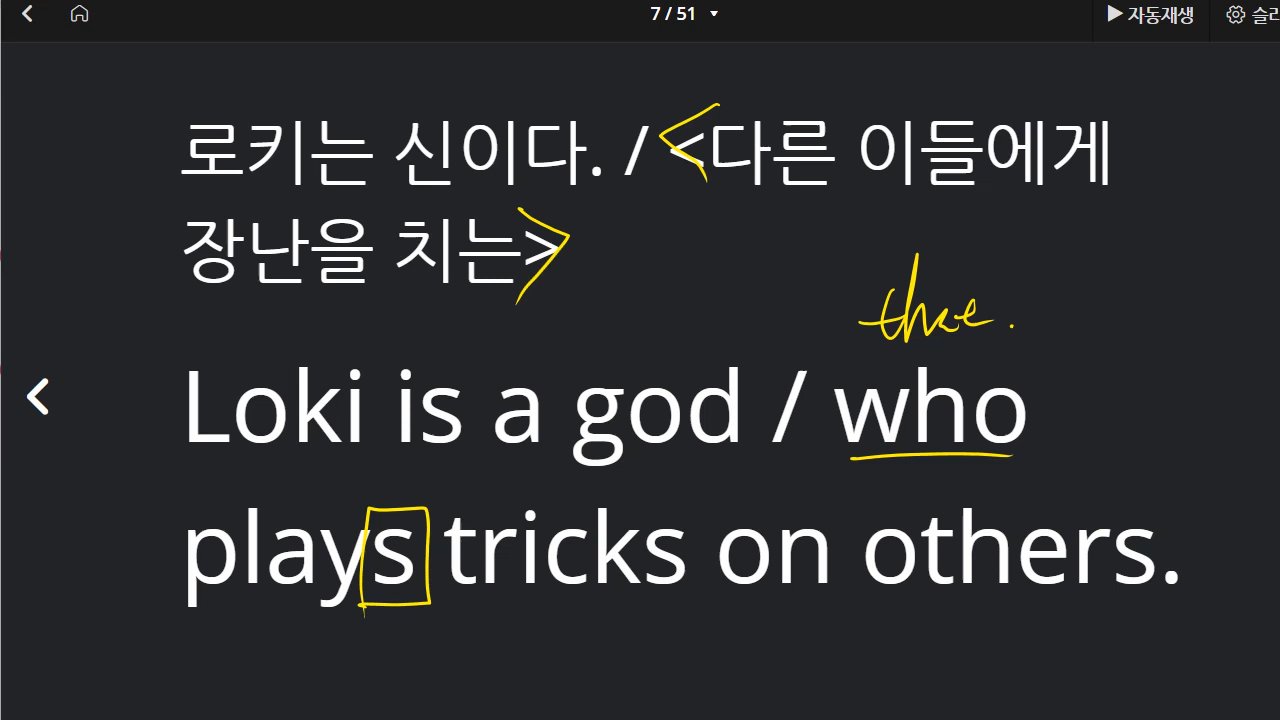 7 / 51
자동재생
로키는 신이다. / <다른 이들에게
장난을 치는>
Loki is a god / who
plays tricks on others.